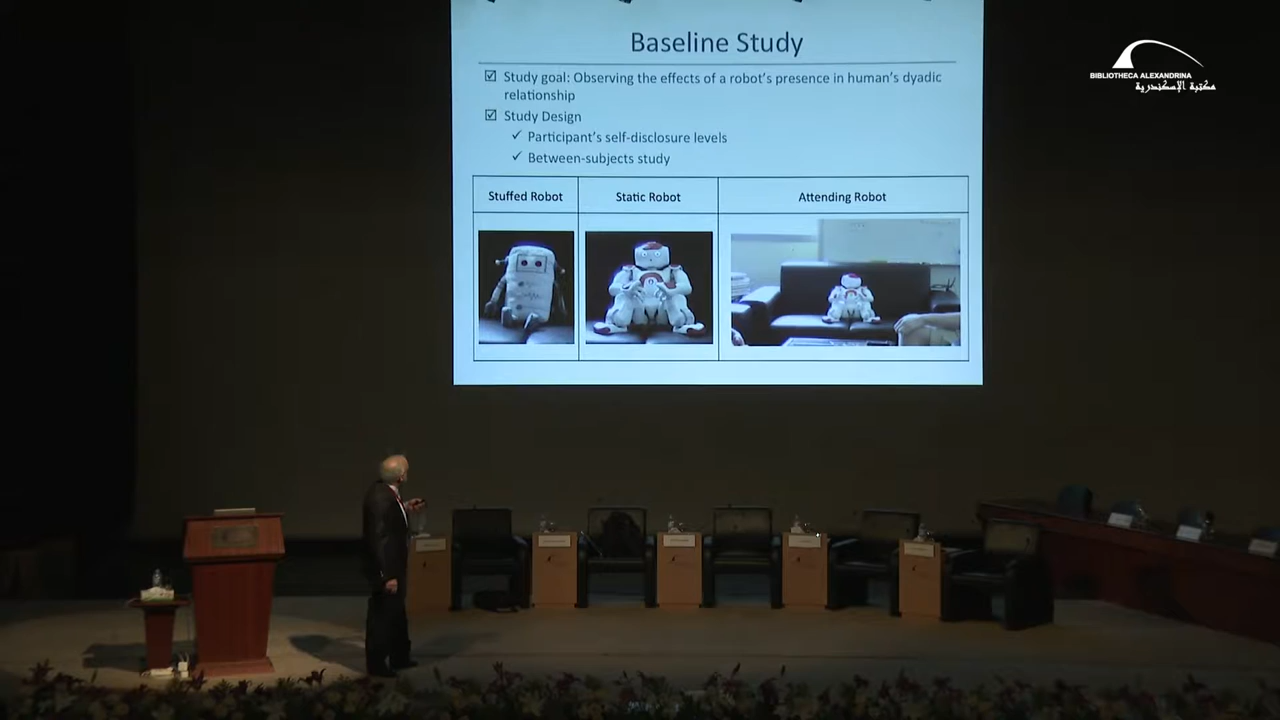 Baseline Study
Study goal: Observing the effects of a robot's presence in human's dyadic
relationship
Study Design
Participant's self-disclosure levels
Between-subjects study
Stuffed Robot
Static Robot
Attending Robot
BIBLIOTHECA ALEXANDRINA
مكتبة الإسكندرية